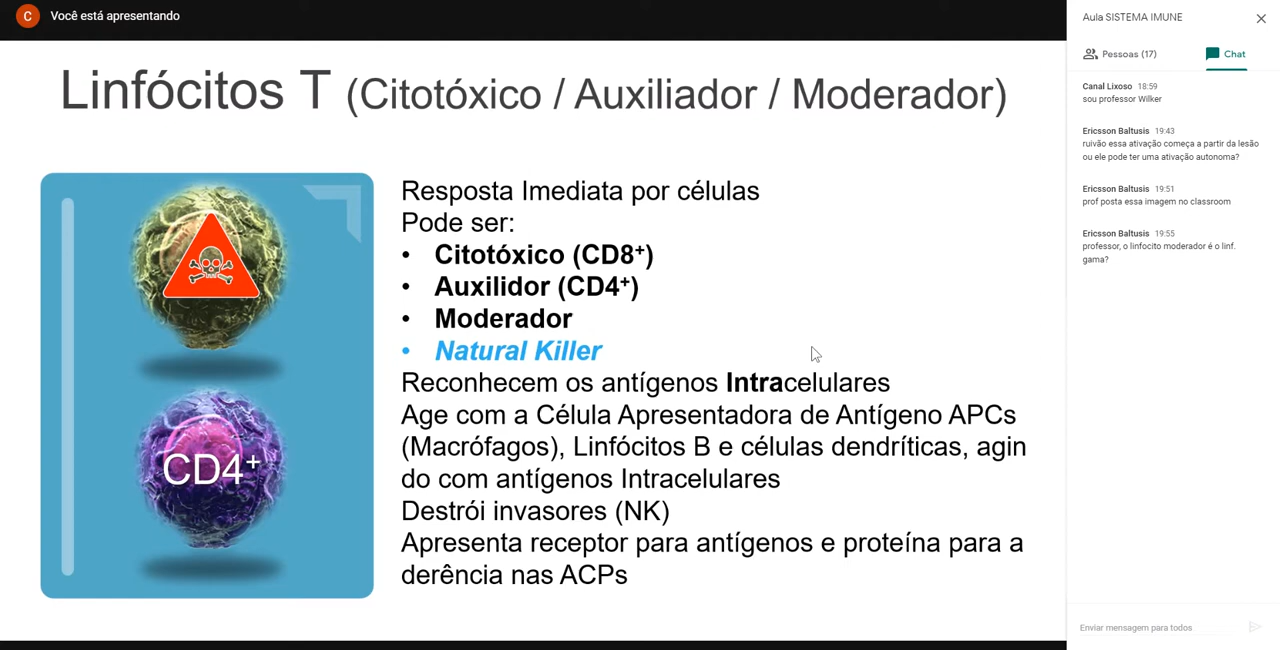 C
Você está apresentando
Linfócitos T (Citotóxico / Auxiliador / Moderador)
CD4+
Resposta Imediata por células
Pode ser:
• Citotóxico (CD8+)
• Auxilidor (CD4+)
• Moderador
• Natural Killer
Reconhecem os antígenos Intracelulares
Age com a Célula Apresentadora de Antígeno APCs
(Macrófagos), Linfócitos B e células dendríticas, agin
do com antígenos Intracelulares
Destrói invasores (NK)
Apresenta receptor para antígenos e proteína para a
derência nas ACPs
Aula SISTEMA IMUNE
Pessoas (17) Chat
Canal Lixoso 18:59
sou professor Wilker
Ericsson Baltusis 19:43
ruivão essa ativação começa a partir da lesão
ou ele pode ter uma ativação autonoma?
Ericsson Baltusis 19:51
prof posta essa imagem no classroom
Ericsson Baltusis 19:55
professor, o linfocito moderador é o linf.
gama?
Enviar mensagem para todos